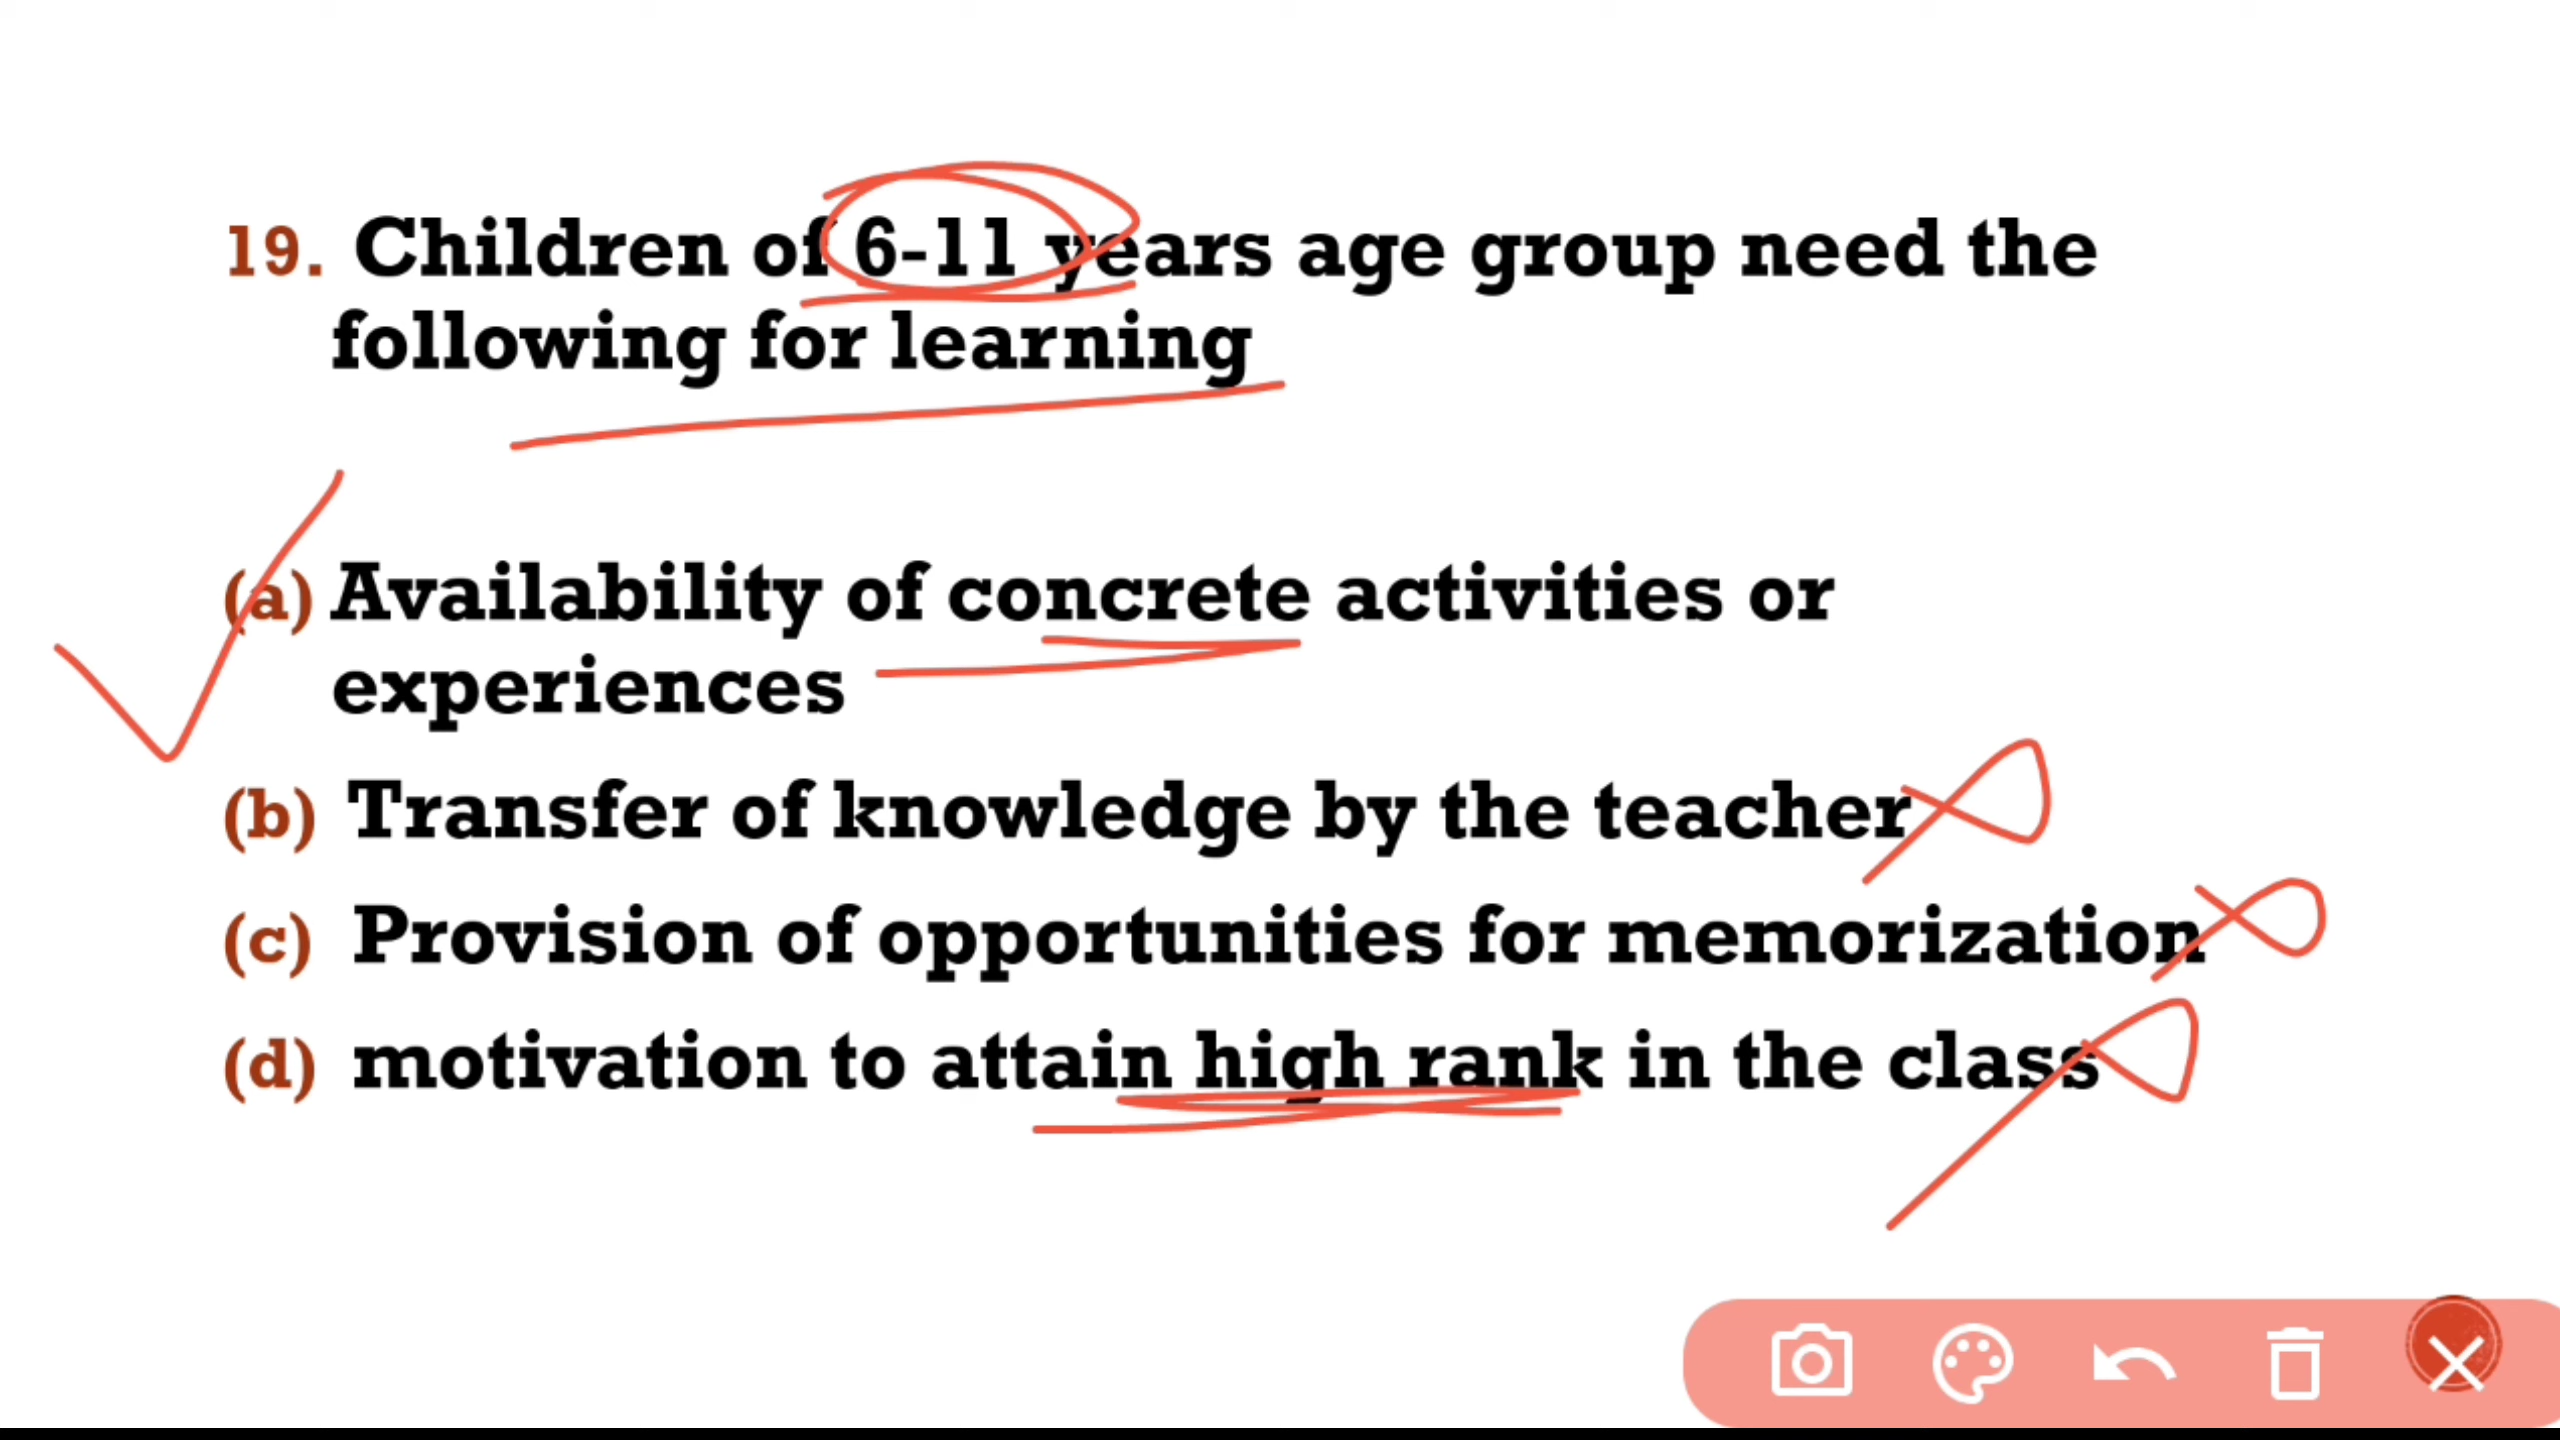 19. Children of 6-11 years age group need the
following for learning
(a) Availability of concrete activities or
experiences
(b) Transfer of knowledge by the teacher
(c) Provision of opportunities for memorization
(d) motivation to attain high rank in the class